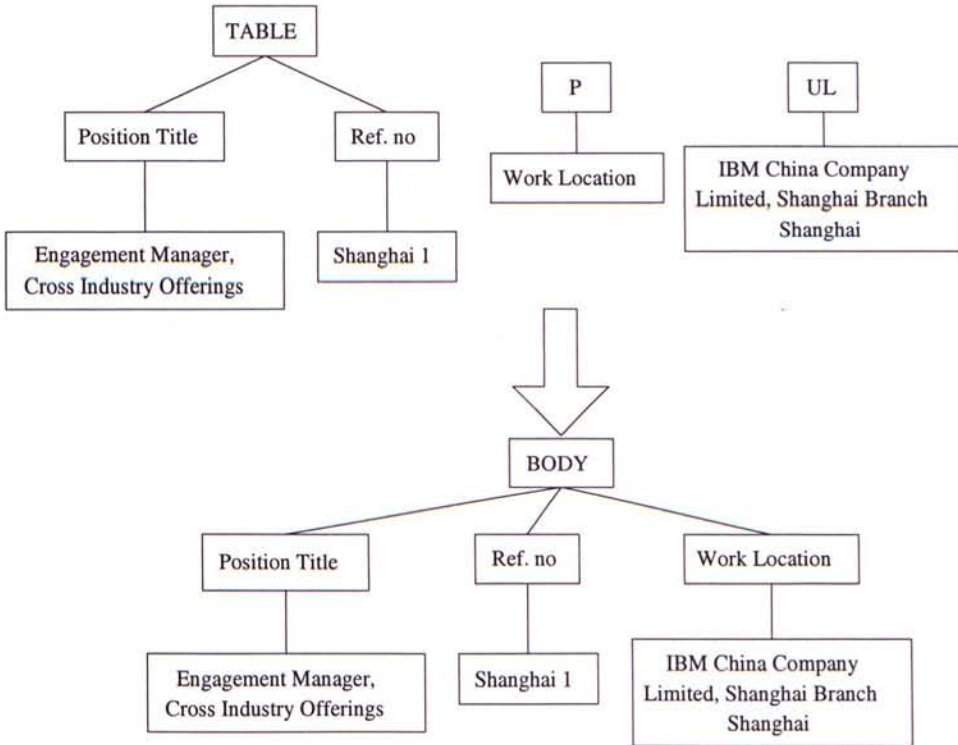 TABLE
P
UL
Position Title
Ref. no
Work Location
IBM China Company
Limited, Shanghai Branch
Shanghai
Engagement Manager,
Cross Industry Offerings
Shanghai 1
BODY
Position Title
Ref. no
Work Location
Engagement Manager,
Cross Industry Offerings
Shanghai 1
IBM China Company
Limited, Shanghai Branch
Shanghai